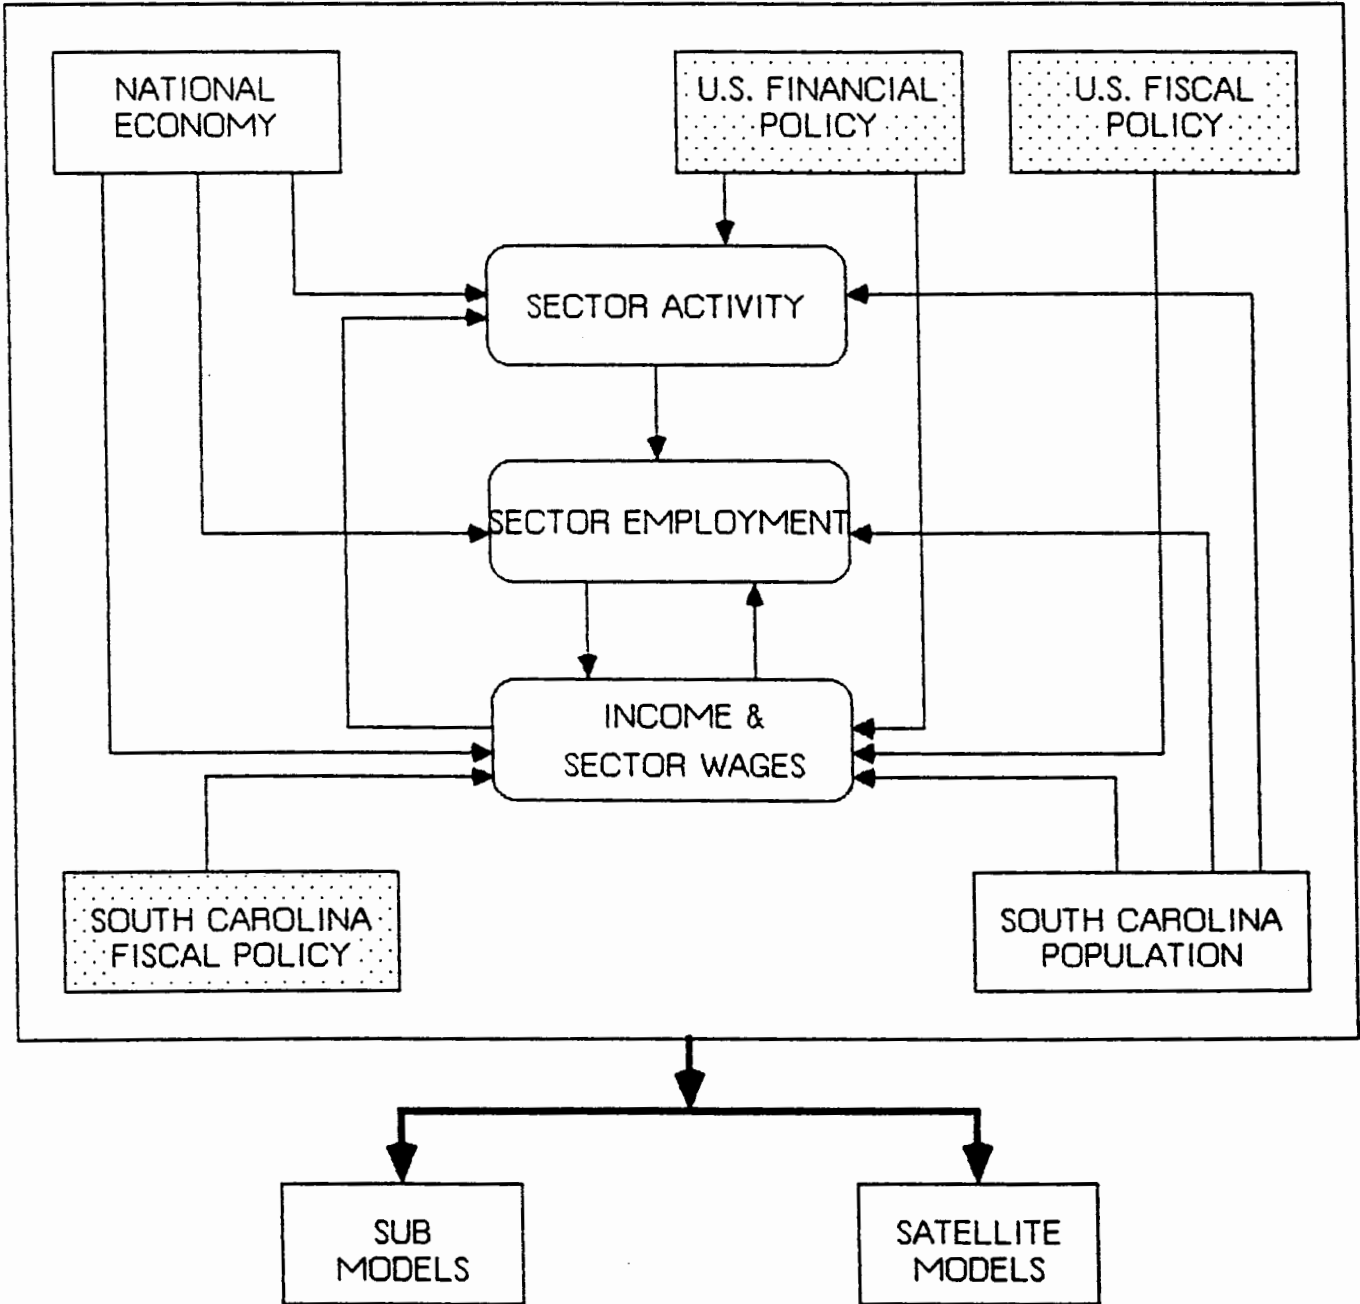 NATIONAL
ECONOMY
U.S. FINANCIAL
POLICY
U.S. FISCAL
POLICY
SECTOR ACTIVITY
SECTOR EMPLOYMENT
INCOME &
SECTOR WAGES
SOUTH CAROLINA
FISCAL POLICY
SOUTH CAROLINA
POPULATION
SUB
MODELS
SATELLITE
MODELS